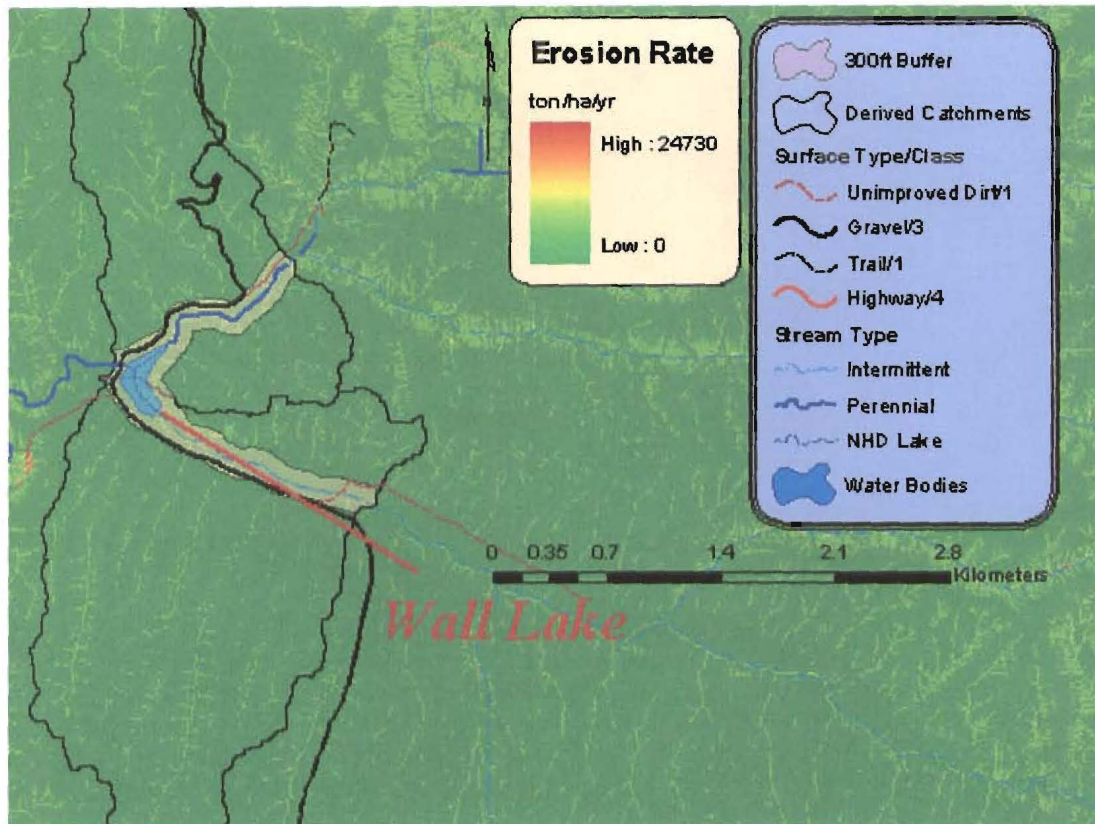 Erosion Rate
ton/ha/yr
High : 24730
Low : 0
300ft Buffer
Derived Catchments
Surface Type/Class
Unimproved Dirt/1
Gravel/3
Trail/1
Highway/4
Stream Type
Intermittent
Perennial
NHD Lake
Water Bodies
0 0.35 0.7 1.4 2.1 2.8
Kilometers
Wall Lake